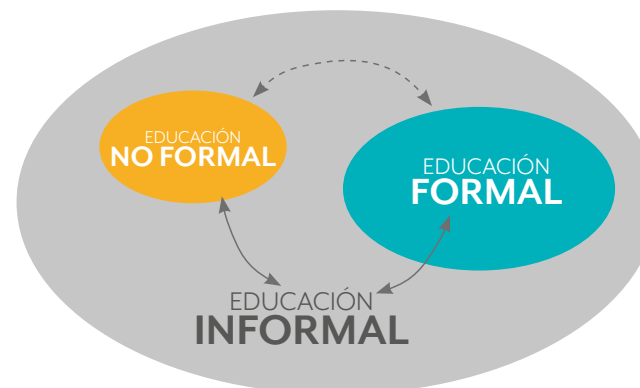 EDUCACIÓN
NO FORMAL
EDUCACIÓN
FORMAL
EDUCACIÓN
INFORMAL